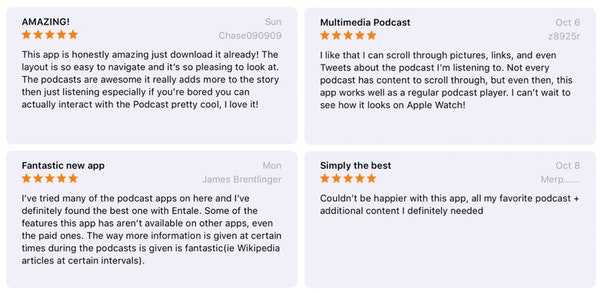 AMAZING!
Sun
Chase090909
This app is honestly amazing just download it already! The
layout is so easy to navigate and it's so pleasing to look at.
The podcasts are awesome it really adds more to the story
then just listening especially if you're bored you can
actually interact with the Podcast pretty cool, I love it!
Multimedia Podcast
Oct 6
z8925r
I like that I can scroll through pictures, links, and even
Tweets about the podcast I'm listening to. Not every
podcast has content to scroll through, but even then, this
app works well as a regular podcast player. I can't wait to
see how it looks on Apple Watch!
Fantastic new app
Mon
James Brentlinger
I've tried many of the podcast apps on here and I've
definitely found the best one with Entale. Some of the
features this app has aren't available on other apps, even
the paid ones. The way more information is given at certain
times during the podcasts is given is fantastic(ie Wikipedia
articles at certain intervals).
Simply the best
Oct 8
Merp......
Couldn't be happier with this app, all my favorite podcast +
additional content I definitely needed